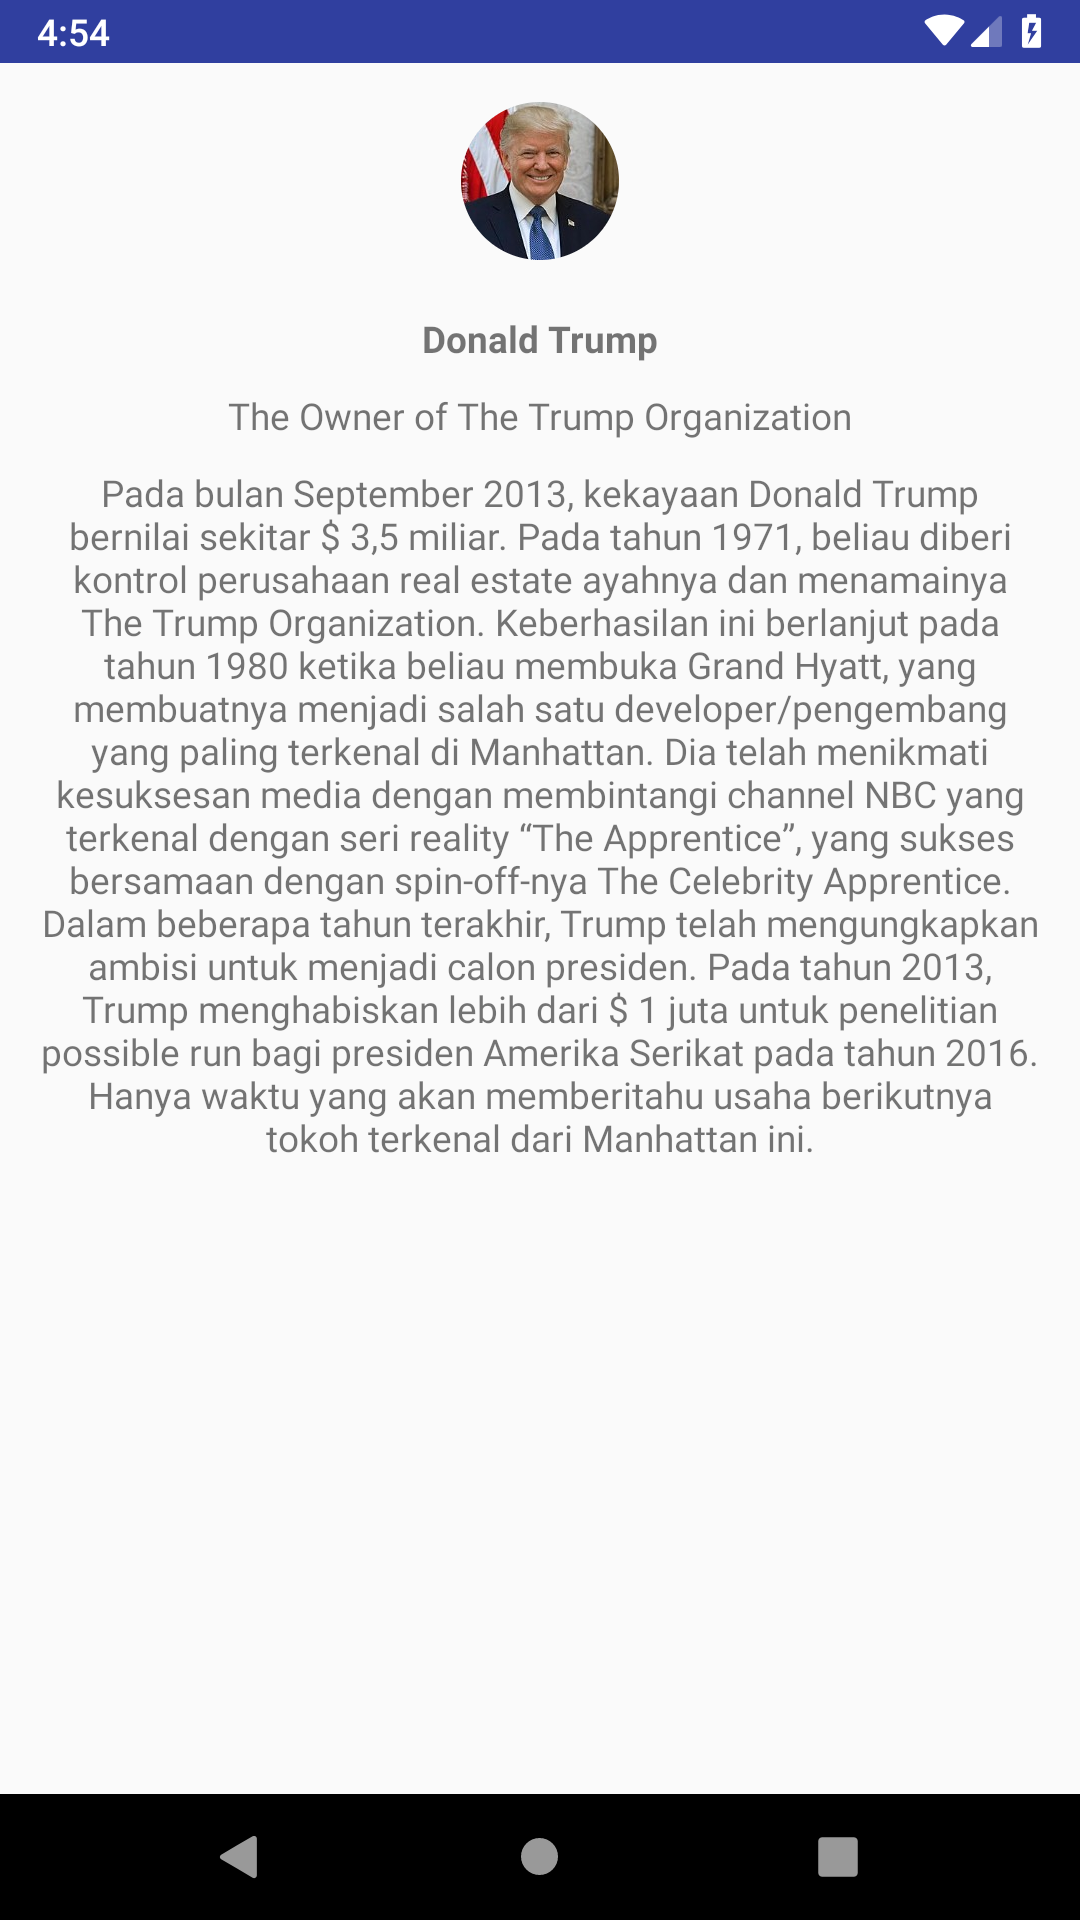 4:54
Donald Trump
The Owner of The Trump Organization
Pada bulan September 2013, kekayaan Donald Trump
bernilai sekitar $ 3,5 miliar. Pada tahun 1971, beliau diberi
kontrol perusahaan real estate ayahnya dan menamainya
The Trump Organization. Keberhasilan ini berlanjut pada
tahun 1980 ketika beliau membuka Grand Hyatt, yang
membuatnya menjadi salah satu developer/pengembang
yang paling terkenal di Manhattan. Dia telah menikmati
kesuksesan media dengan membintangi channel NBC yang
terkenal dengan seri reality “The Apprentice”, yang sukses
bersamaan dengan spin-off-nya The Celebrity Apprentice.
Dalam beberapa tahun terakhir, Trump telah mengungkapkan
ambisi untuk menjadi calon presiden. Pada tahun 2013,
Trump menghabiskan lebih dari $ 1 juta untuk penelitian
possible run bagi presiden Amerika Serikat pada tahun 2016.
Hanya waktu yang akan memberitahu usaha berikutnya
tokoh terkenal dari Manhattan ini.